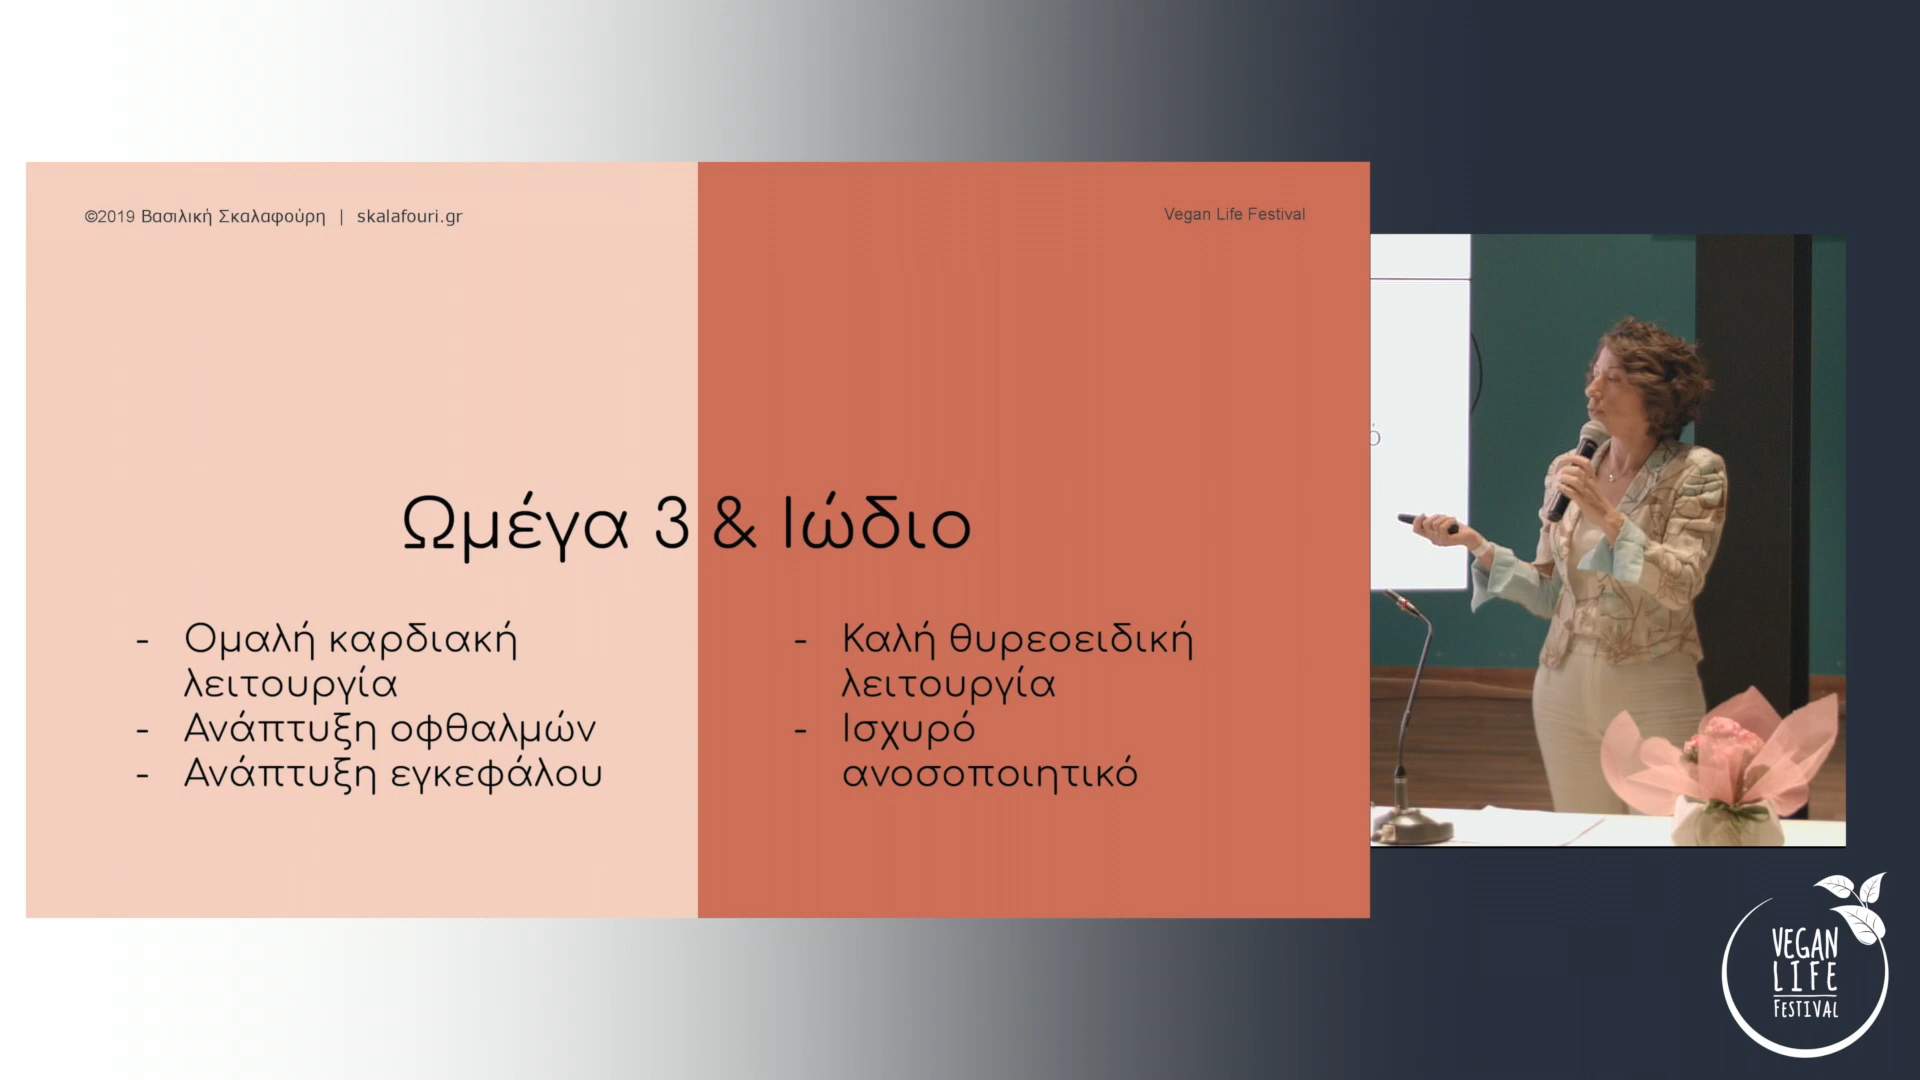 ©2019 Βασιλική Σκαλαφούρη | skalafouri.gr
Vegan Life Festival
Ωμέγα 3 & Ιώδιο
- Ομαλή καρδιακή
λειτουργία
- Ανάπτυξη οφθαλμών
- Ανάπτυξη εγκεφάλου
- Καλή θυρεοειδική
λειτουργία
- Ισχυρό
ανοσοποιητικό
VEGAN
LIFE
FESTIVAL